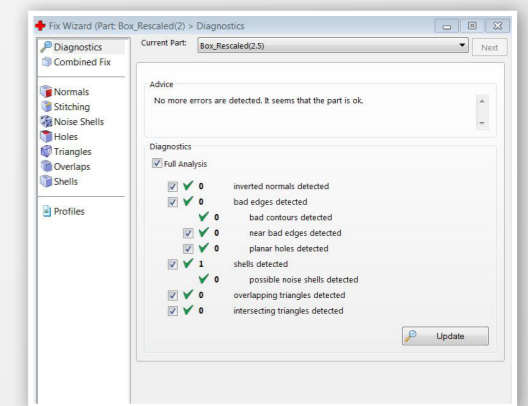 Fix Wizard (Part: Box_Rescaled(2) > Diagnostics
Diagnostics
Combined Fix
Normals
Stitching
Noise Shells
Holes
Triangles
Overlaps
Shells
Profiles
Current Part: Box_Rescaled(2.5) Next
Advice
No more errors are detected. It seems that the part is ok.
Diagnostics
Full Analysis
0 inverted normals detected
0 bad edges detected
0 bad contours detected
0 near bad edges detected
0 planar holes detected
1 shells detected
0 possible noise shells detected
0 overlapping triangles detected
0 intersecting triangles detected
Update